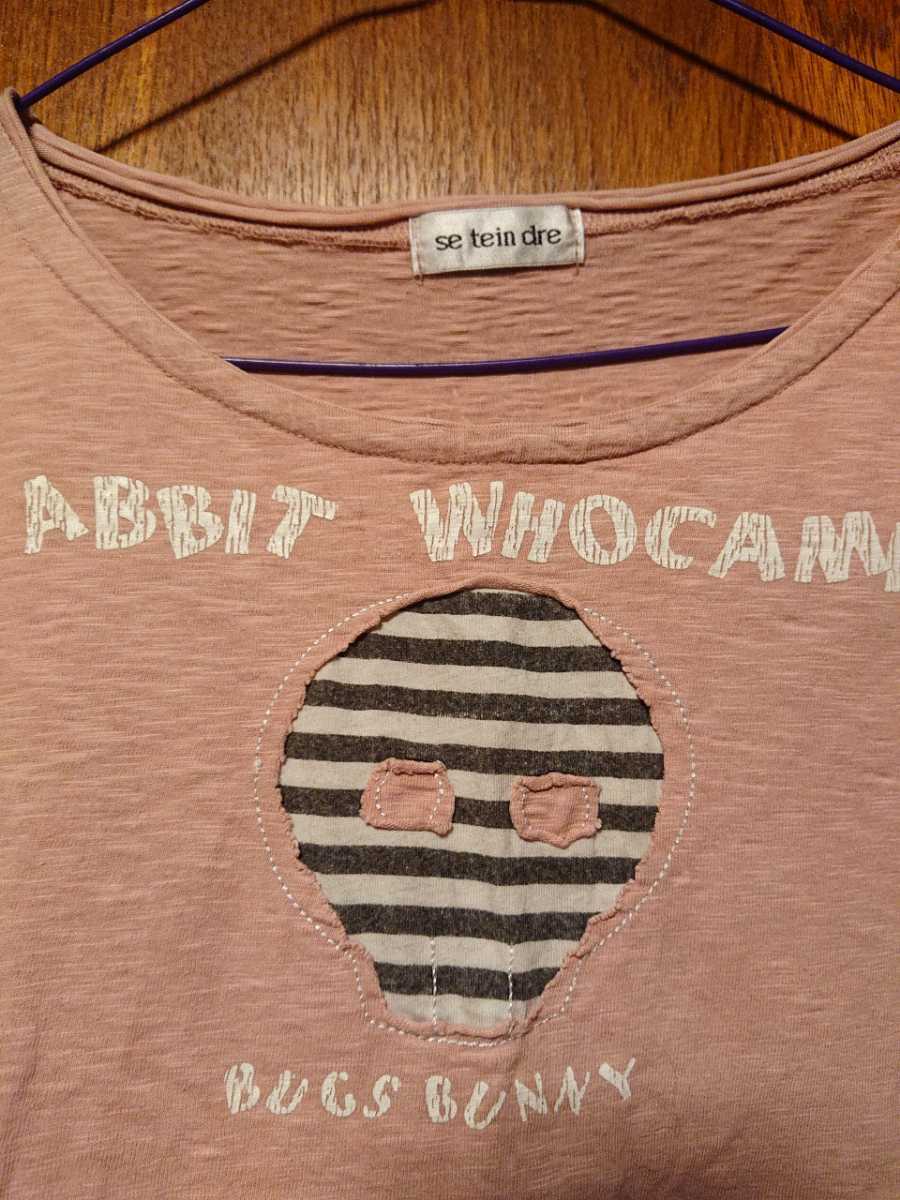 se tein dre
ABBIT WHOCAM
BUGS BUNNY